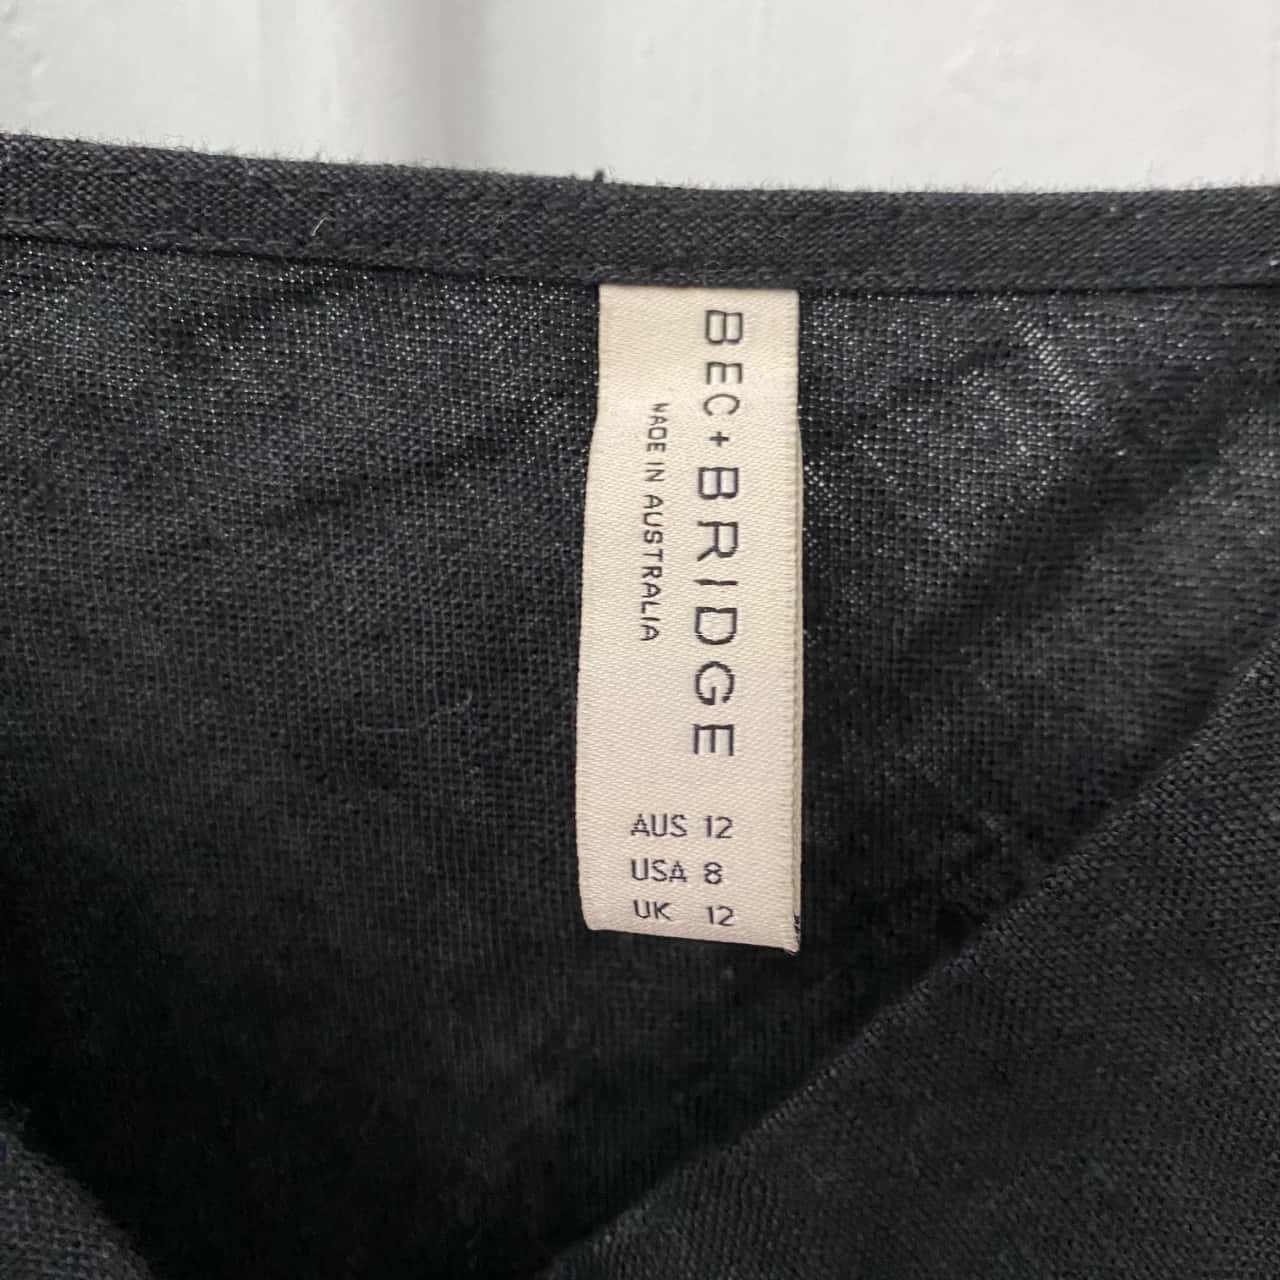 BEC+BRIDGE
MADE IN AUSTRALIA
AUS 12
USA 8
UK 12